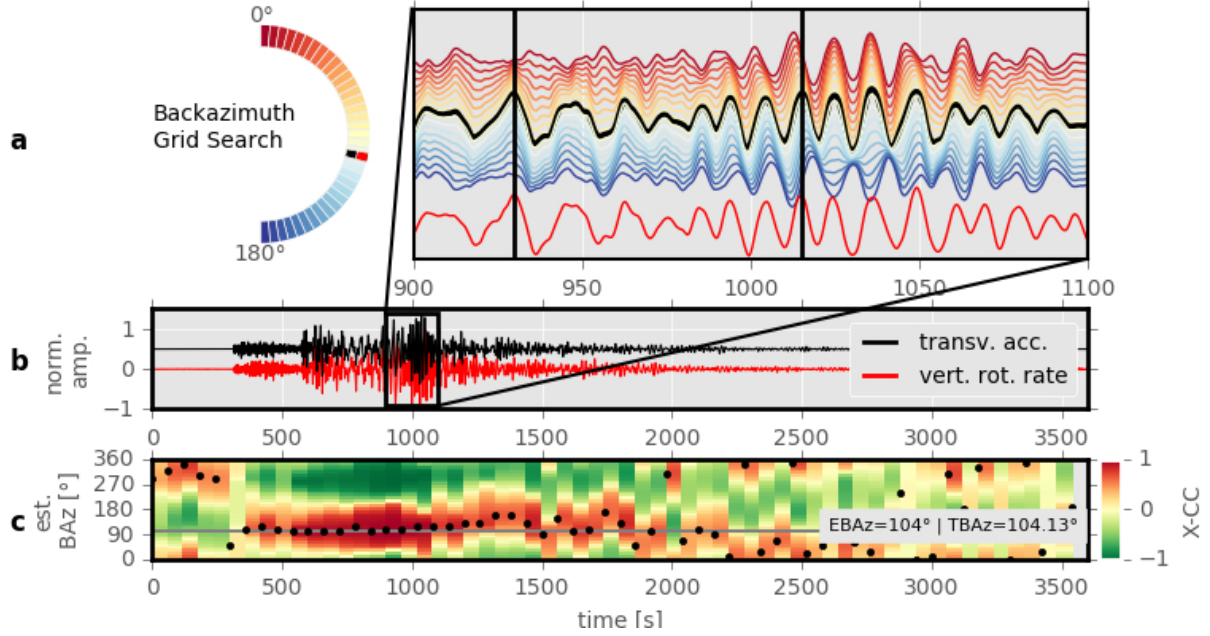 a
0°
Backazimuth
Grid Search
180°
900 950 1000 1050 1100
b
norm.
amp.
1
0
−1
transv. acc.
vert. rot. rate
0 500 1000 1500 2000 2500 3000 3500
c
est.
BAz [°]
360
270
180
90
0
EBAz=104° | TBAz=104.13°
1
0
−1
X-CC
0 500 1000 1500 2000 2500 3000 3500
time [s]